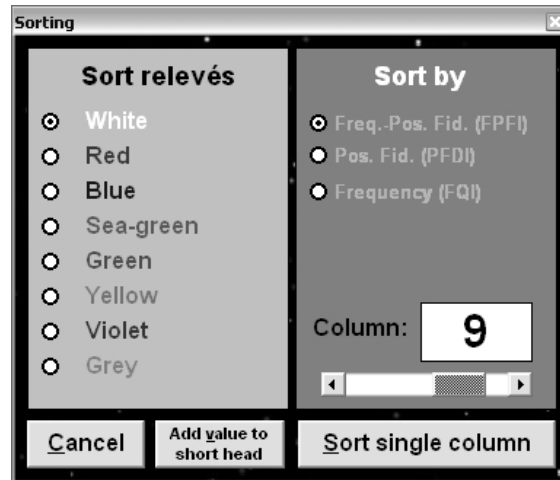 Sorting
Sort relevés
White
Red
Blue
Sea-green
Green
Yellow
Violet
Grey
Sort by
Freq.-Pos. Fid. (FPFI)
Pos. Fid. (PFDI)
Frequency (FQI)
Column: 9
Cancel
Add value to
short head
Sort single column